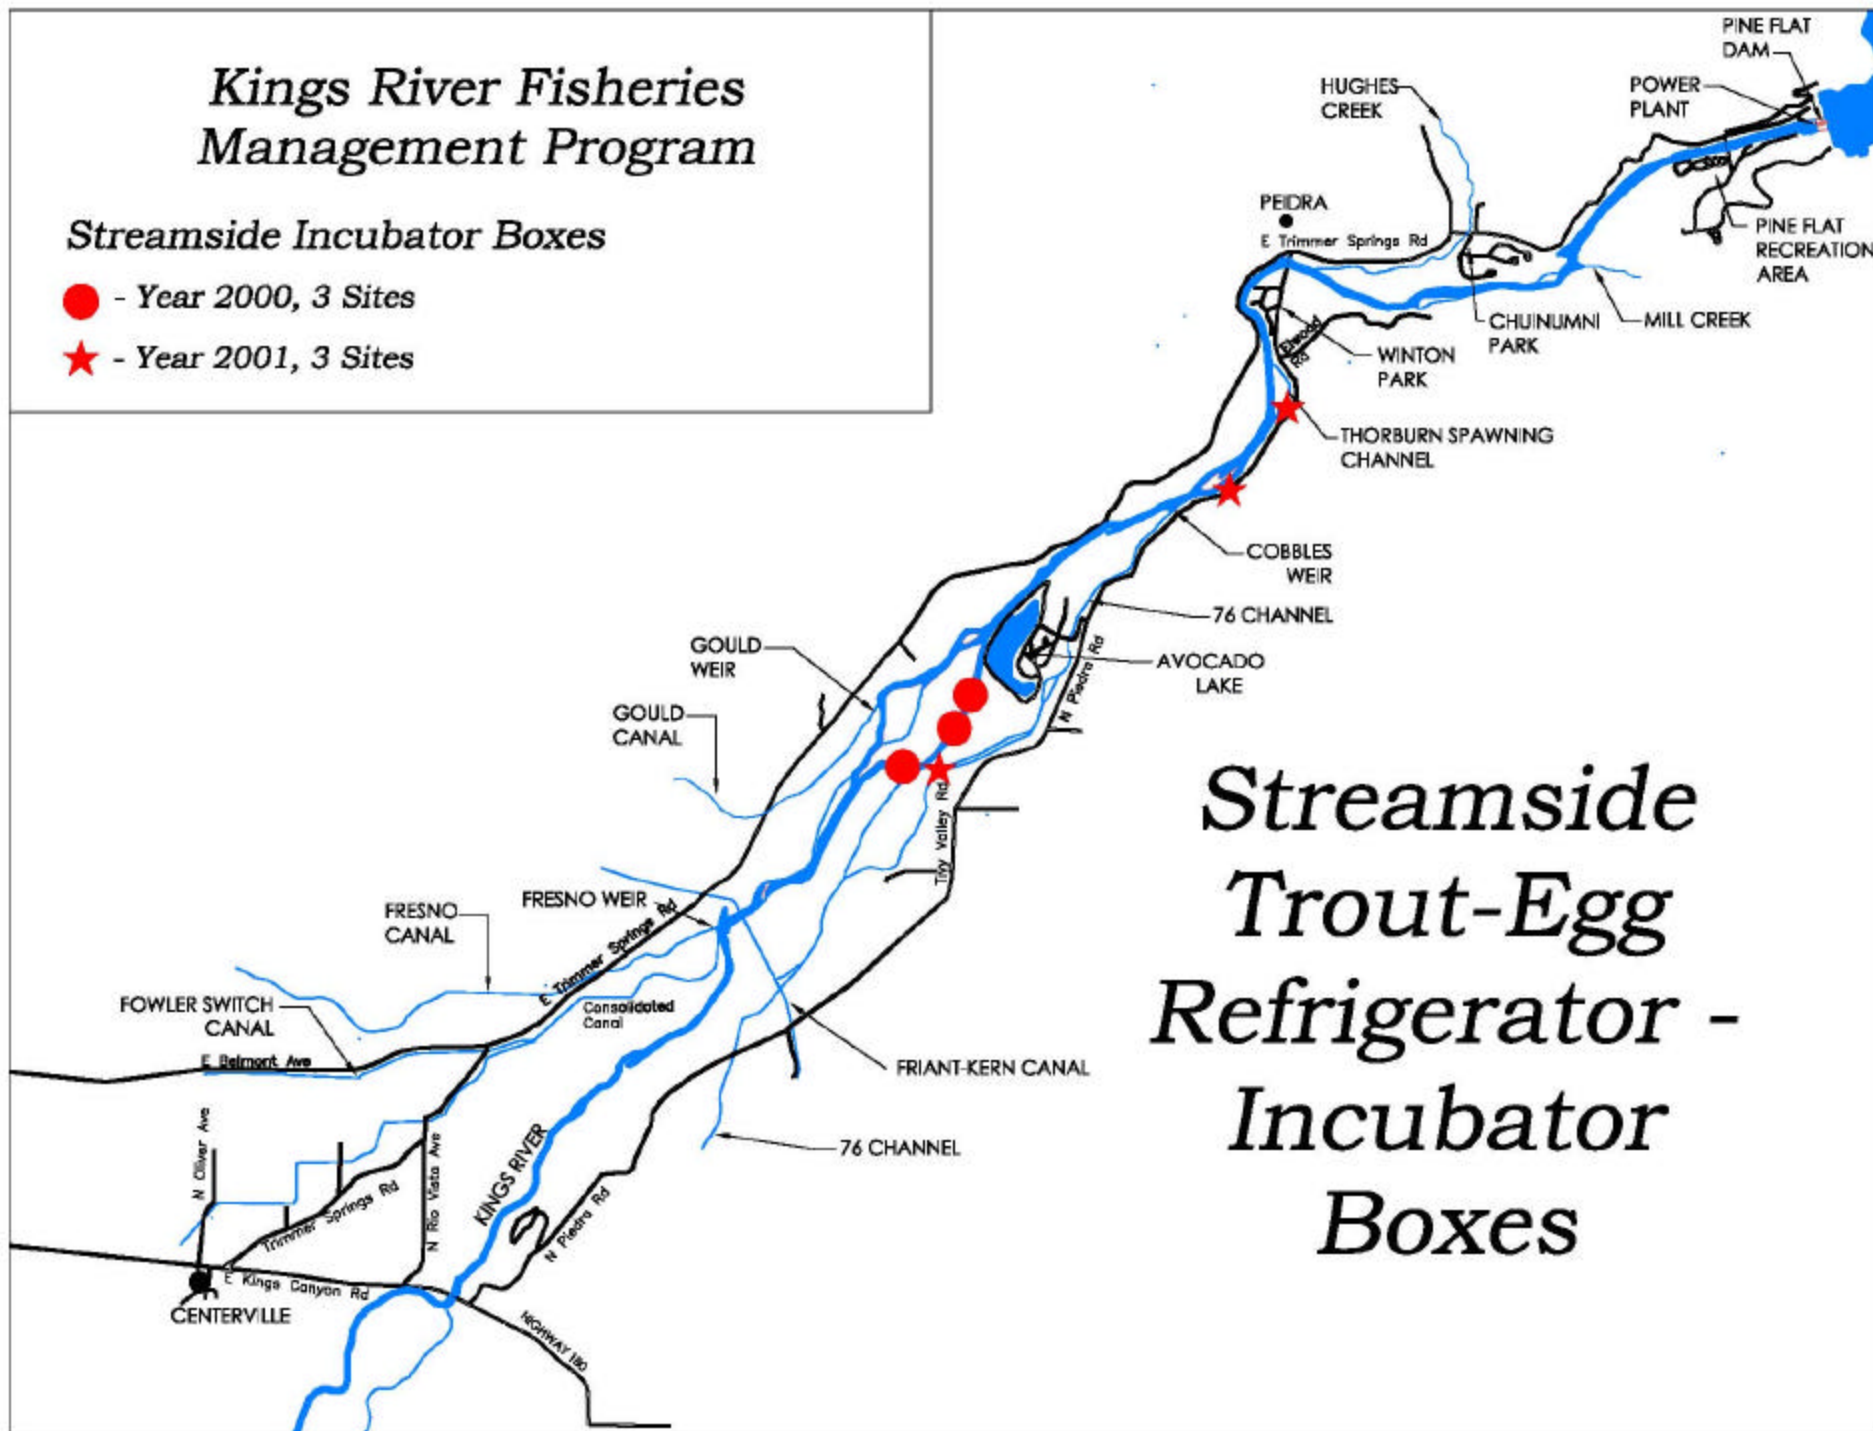 Kings River Fisheries
Management Program
Streamside Incubator Boxes
- Year 2000, 3 Sites
- Year 2001, 3 Sites
PINE FLAT
DAM
HUGHES
CREEK
POWER
PLANT
PEIDRA
E Trimmer Springs Rd
PINE FLAT
RECREATION
AREA
CHUINUMNI
PARK
MILL CREEK
Elwood
Rd
WINTON
PARK
THORBURN SPAWNING
CHANNEL
COBBLES
WEIR
76 CHANNEL
GOULD
WEIR
AVOCADO
LAKE
N Piedra Rd
GOULD
CANAL
Tivy Valley Rd
Streamside
Trout-Egg
Refrigerator -
Incubator
Boxes
FRESNO WEIR
FRESNO
CANAL
E Trimmer Springs Rd
FOWLER SWITCH
CANAL
Consolidated
Canal
E Belmont Ave
FRIANT-KERN CANAL
76 CHANNEL
N Oliver Ave
N Rio Vista Ave
KINGS RIVER
Trimmer Springs Rd
N Piedra Rd
E Kings Canyon Rd
CENTERVILLE
HIGHWAY 180